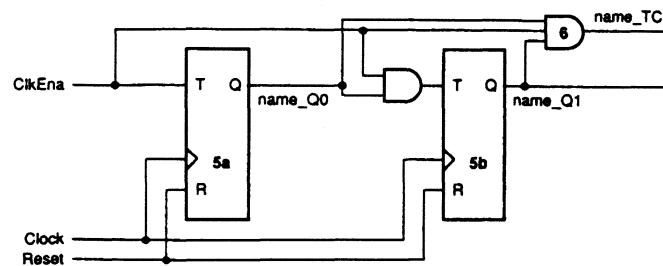 name_TC
6
ClkEna
T Q
name_Q0
T Q
name_Q1
5a
5b
R
R
Clock
Reset